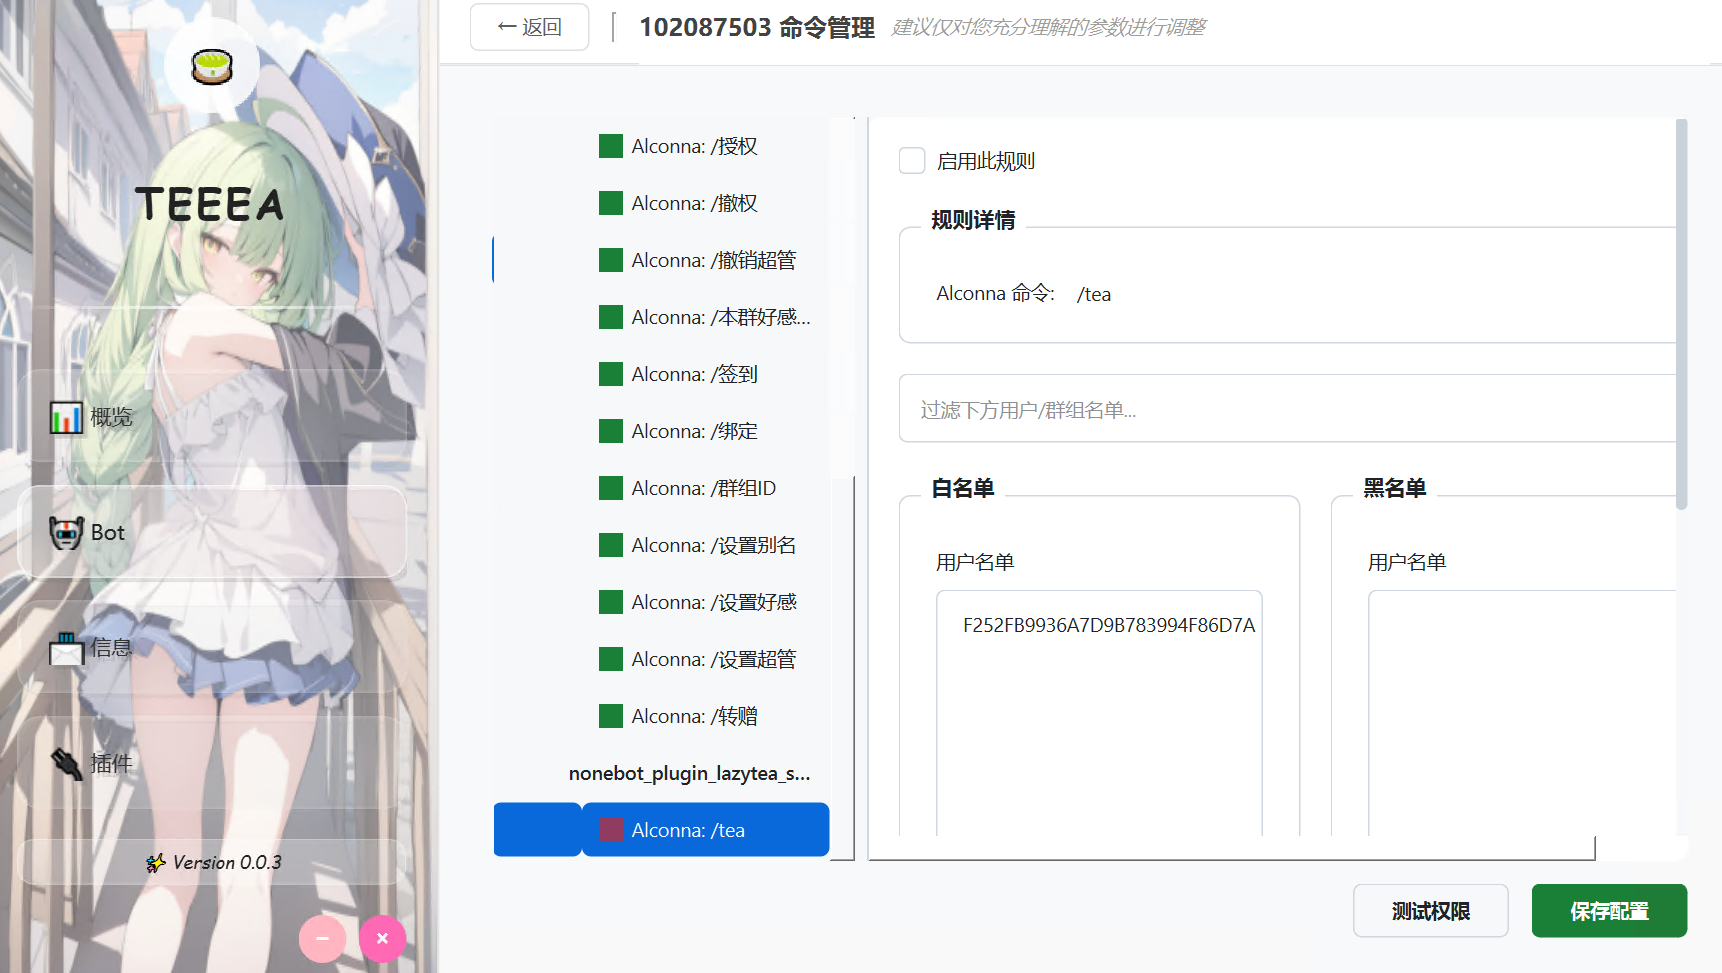 TEEEA
概览
Bot
信息
插件
Version 0.0.3
← 返回
102087503 命令管理 建议仅对您充分理解的参数进行调整
Alconna: /授权
Alconna: /撤权
Alconna: /撤销超管
Alconna: /本群好感...
Alconna: /签到
Alconna: /绑定
Alconna: /群组ID
Alconna: /设置别名
Alconna: /设置好感
Alconna: /设置超管
Alconna: /转赠
nonebot_plugin_lazytea_s...
Alconna: /tea
启用此规则
规则详情
Alconna 命令: /tea
过滤下方用户/群组名单...
白名单
用户名单
F252FB9936A7D9B783994F86D7A
黑名单
用户名单
测试权限
保存配置